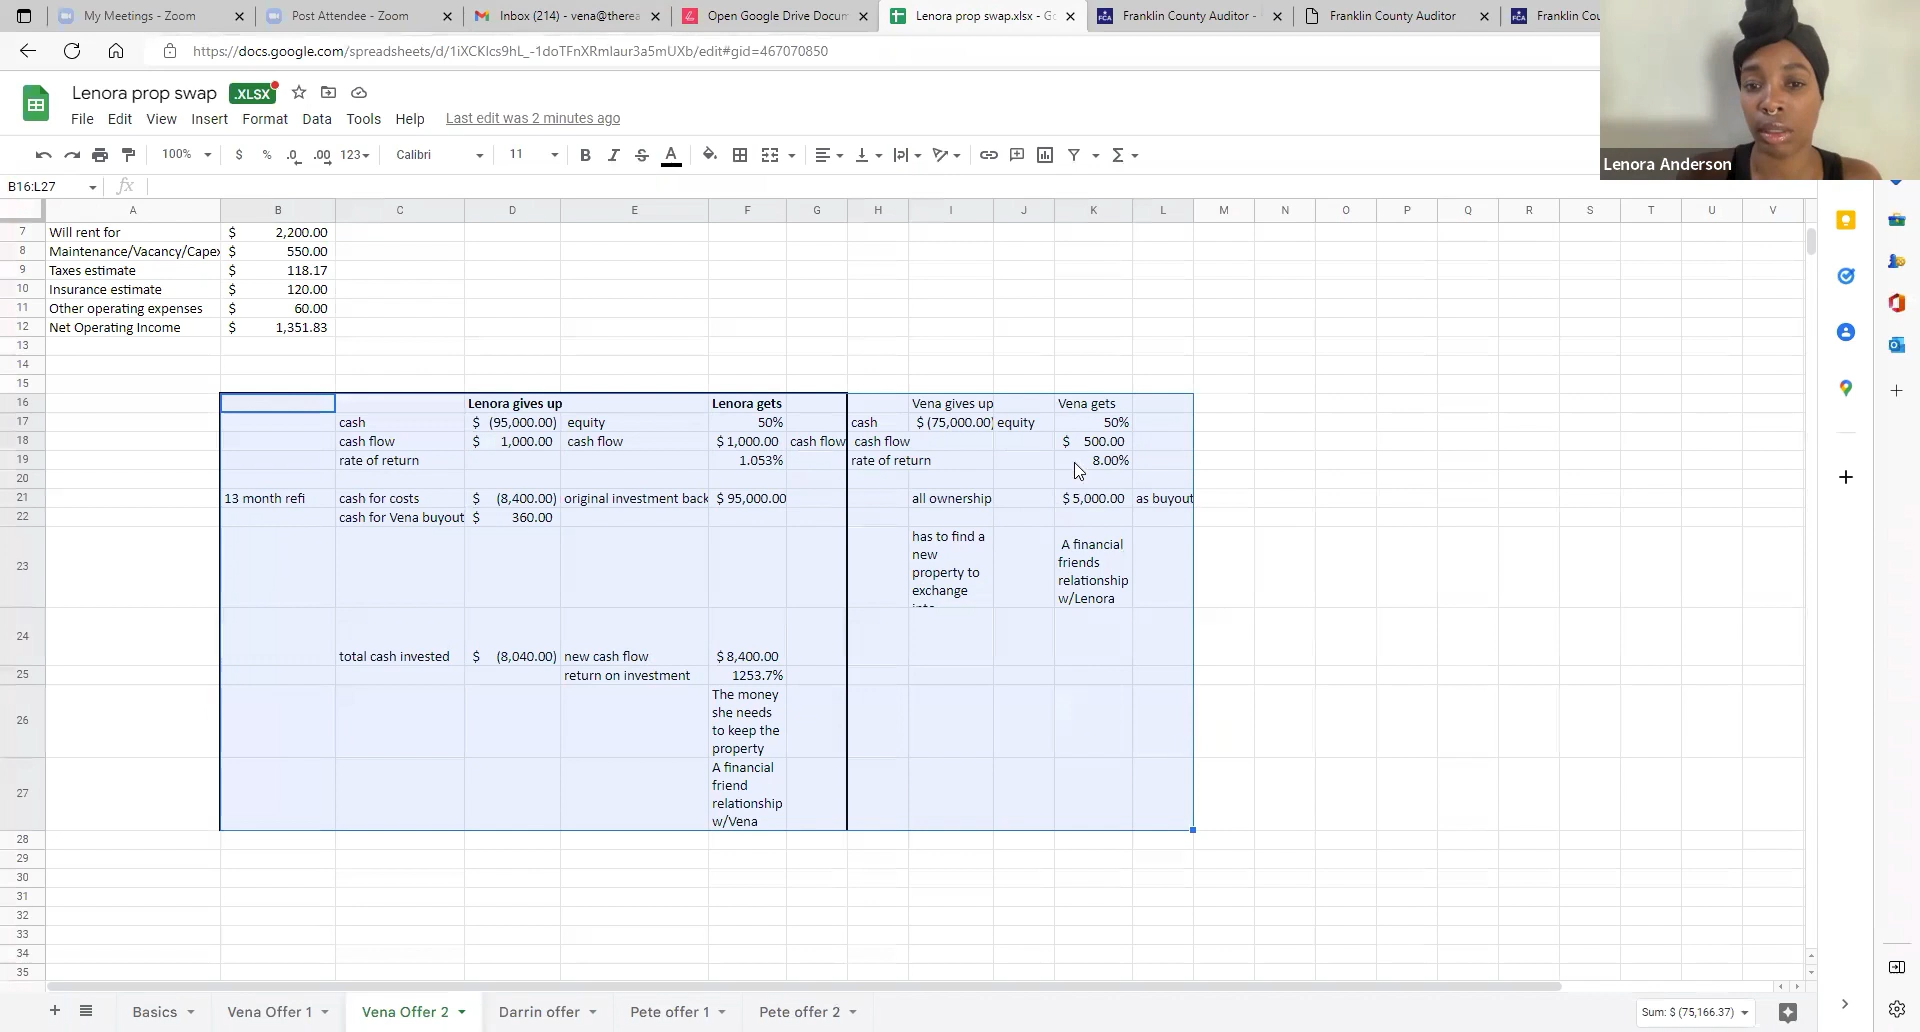 My Meetings - Zoom
Post Attendee - Zoom
Inbox (214) - vena@therea
Open Google Drive Docum
Lenora prop swap.xlsx - Go
Franklin County Auditor -
Franklin County Auditor
Franklin Cou
https://docs.google.com/spreadsheets/d/1iXCKlcs9hL_-1doTFnXRmlaur3a5mUXb/edit#gid=467070850
Lenora prop swap .XLSX
File Edit View Insert Format Data Tools Help Last edit was 2 minutes ago
100% $ % .0 .00 123 Calibri 11 B I S A
B16:L27 fx
Lenora Anderson
A B C D E F G H I J K L M N O P Q R S T U V
7 Will rent for $ 2,200.00
8 Maintenance/Vacancy/Capex $ 550.00
9 Taxes estimate $ 118.17
10 Insurance estimate $ 120.00
11 Other operating expenses $ 60.00
12 Net Operating Income $ 1,351.83
13
14
15
16 Lenora gives up Lenora gets Vena gives up Vena gets
17 cash $ (95,000.00) equity 50% cash $ (75,000.00) equity 50%
18 cash flow $ 1,000.00 cash flow $ 1,000.00 cash flow cash flow $ 500.00
19 rate of return 1.053% rate of return 8.00%
20
21 13 month refi cash for costs $ (8,400.00) original investment back $ 95,000.00 all ownership $ 5,000.00 as buyout
22 cash for Vena buyout $ 360.00
23
has to find a
new
property to
exchange
A financial
friends
relationship
w/Lenora
24 total cash invested $ (8,040.00) new cash flow $ 8,400.00
25 return on investment 1253.7%
26
The money
she needs
to keep the
property
27
A financial
friend
relationship
w/Vena
28
29
30
31
32
33
34
35
Basics Vena Offer 1 Vena Offer 2 Darrin offer Pete offer 1 Pete offer 2
Sum: $ (75,166.37)